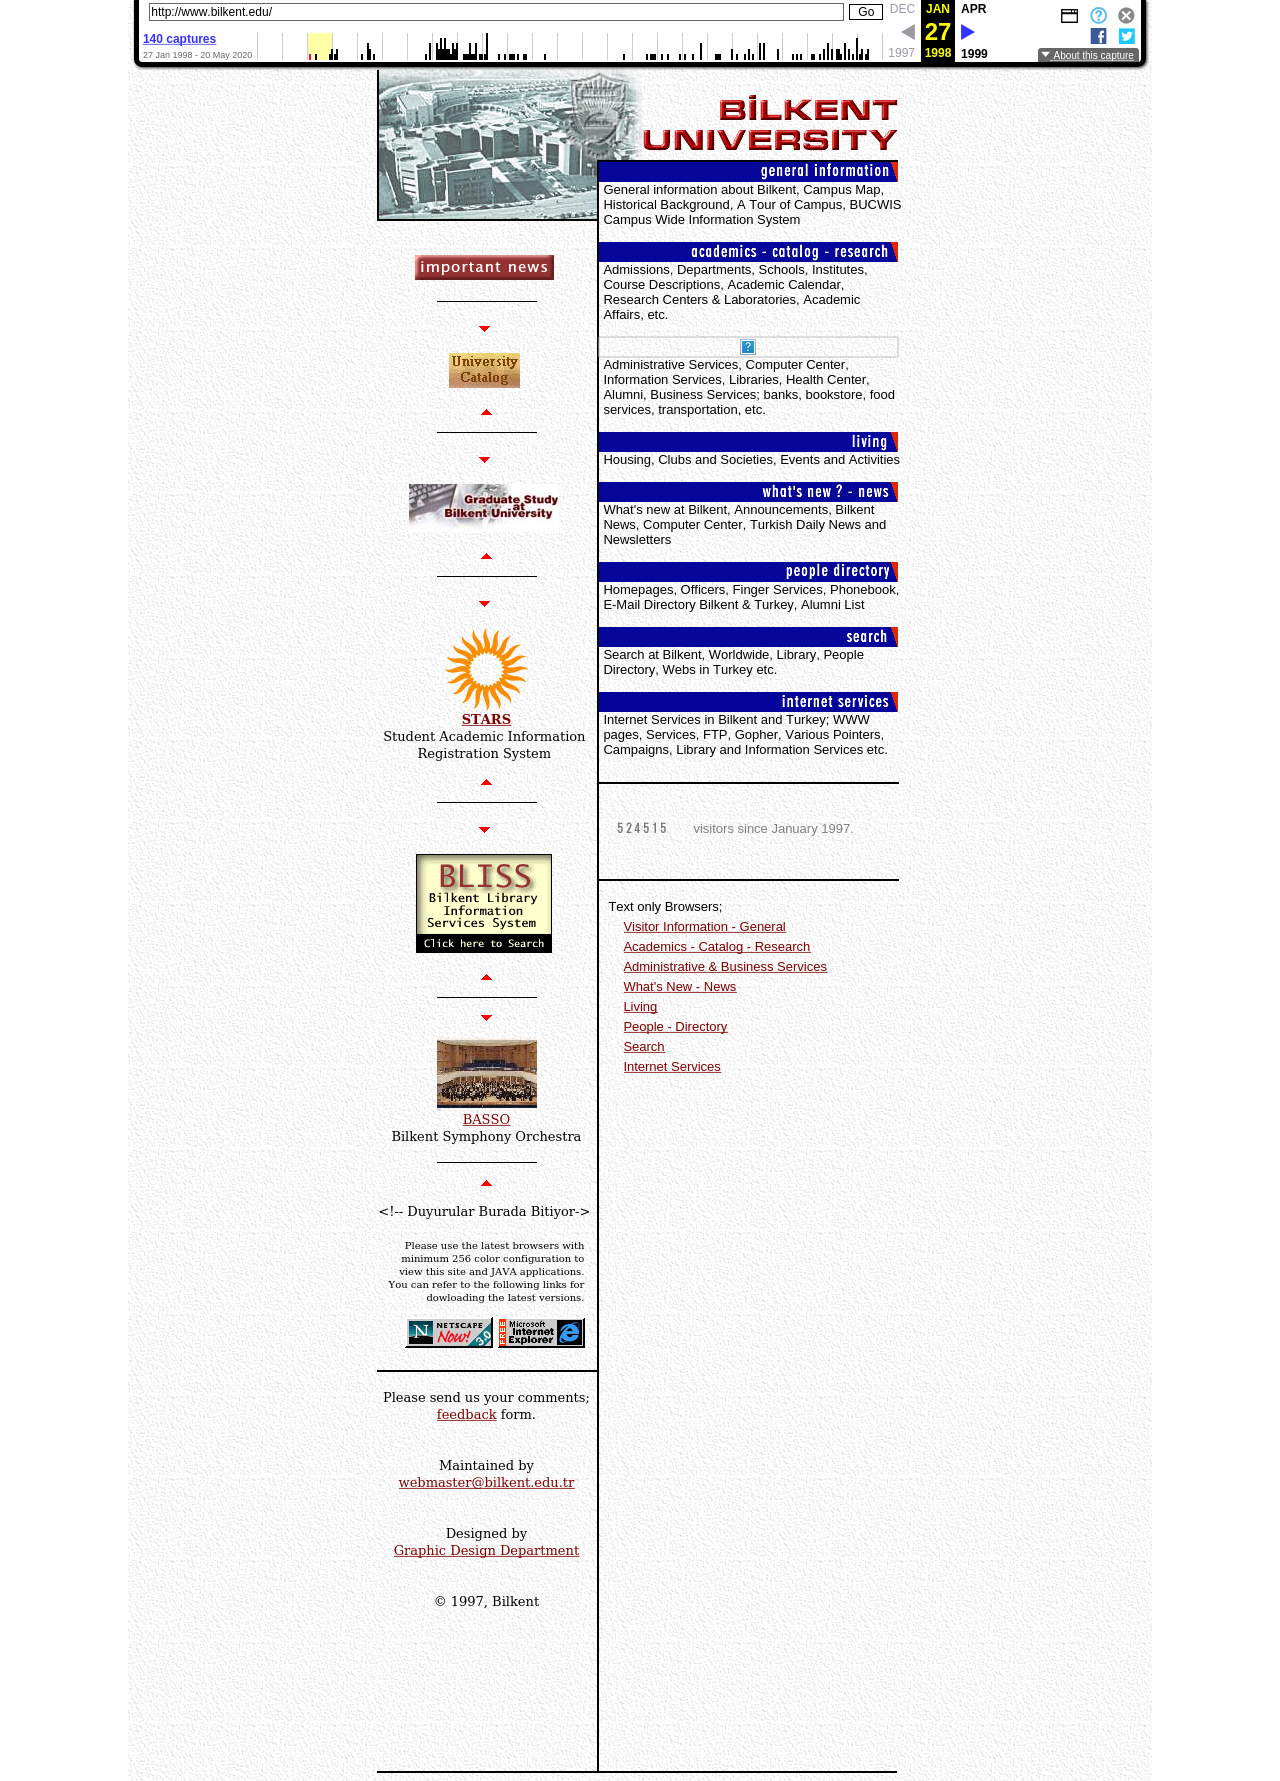 http://www.bilkent.edu/
Go
DEC
JAN
APR
140 captures
27
27 Jan 1998 - 20 May 2020
1997
1998
1999
About this capture
BİLKENT
UNIVERSITY
general information
General information about Bilkent, Campus Map,
Historical Background, A Tour of Campus, BUCWIS
Campus Wide Information System
academics - catalog - research
Admissions, Departments, Schools, Institutes,
Course Descriptions, Academic Calendar,
Research Centers & Laboratories, Academic
Affairs, etc.
Administrative Services, Computer Center,
Information Services, Libraries, Health Center,
Alumni, Business Services; banks, bookstore, food
services, transportation, etc.
living
Housing, Clubs and Societies, Events and Activities
what's new ? - news
What's new at Bilkent, Announcements, Bilkent
News, Computer Center, Turkish Daily News and
Newsletters
people directory
Homepages, Officers, Finger Services, Phonebook,
E-Mail Directory Bilkent & Turkey, Alumni List
search
Search at Bilkent, Worldwide, Library, People
Directory, Webs in Turkey etc.
internet services
Internet Services in Bilkent and Turkey; WWW
pages, Services, FTP, Gopher, Various Pointers,
Campaigns, Library and Information Services etc.
524515 visitors since January 1997.
Text only Browsers;
Visitor Information - General
Academics - Catalog - Research
Administrative & Business Services
What's New - News
Living
People - Directory
Search
Internet Services
important news
University
Catalog
Graduate Study
at
Bilkent University
STARS
Student Academic Information
Registration System
BLISS
Bilkent Library
Information
Services System
Click here to Search
BASSO
Bilkent Symphony Orchestra
<!-- Duyurular Burada Bitiyor->
Please use the latest browsers with
minimum 256 color configuration to
view this site and JAVA applications.
You can refer to the following links for
dowloading the latest versions.
N NETSCAPE
Now! 3.0
FREE Microsoft
Internet
Explorer
Please send us your comments;
feedback form.
Maintained by
webmaster@bilkent.edu.tr
Designed by
Graphic Design Department
© 1997, Bilkent